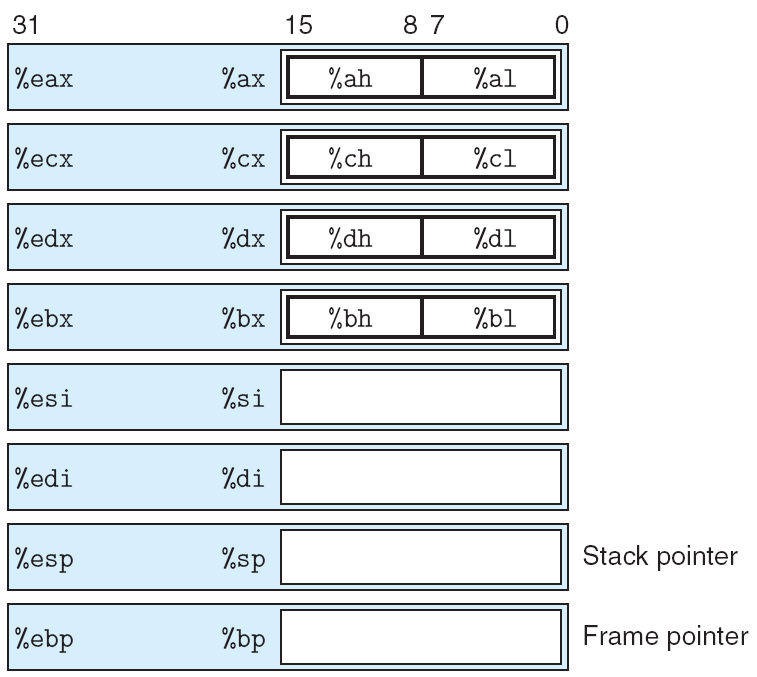 31 15 8 7 0
%eax %ax %ah %al
%ecx %cx %ch %cl
%edx %dx %dh %dl
%ebx %bx %bh %bl
%esi %si
%edi %di
%esp %sp Stack pointer
%ebp %bp Frame pointer